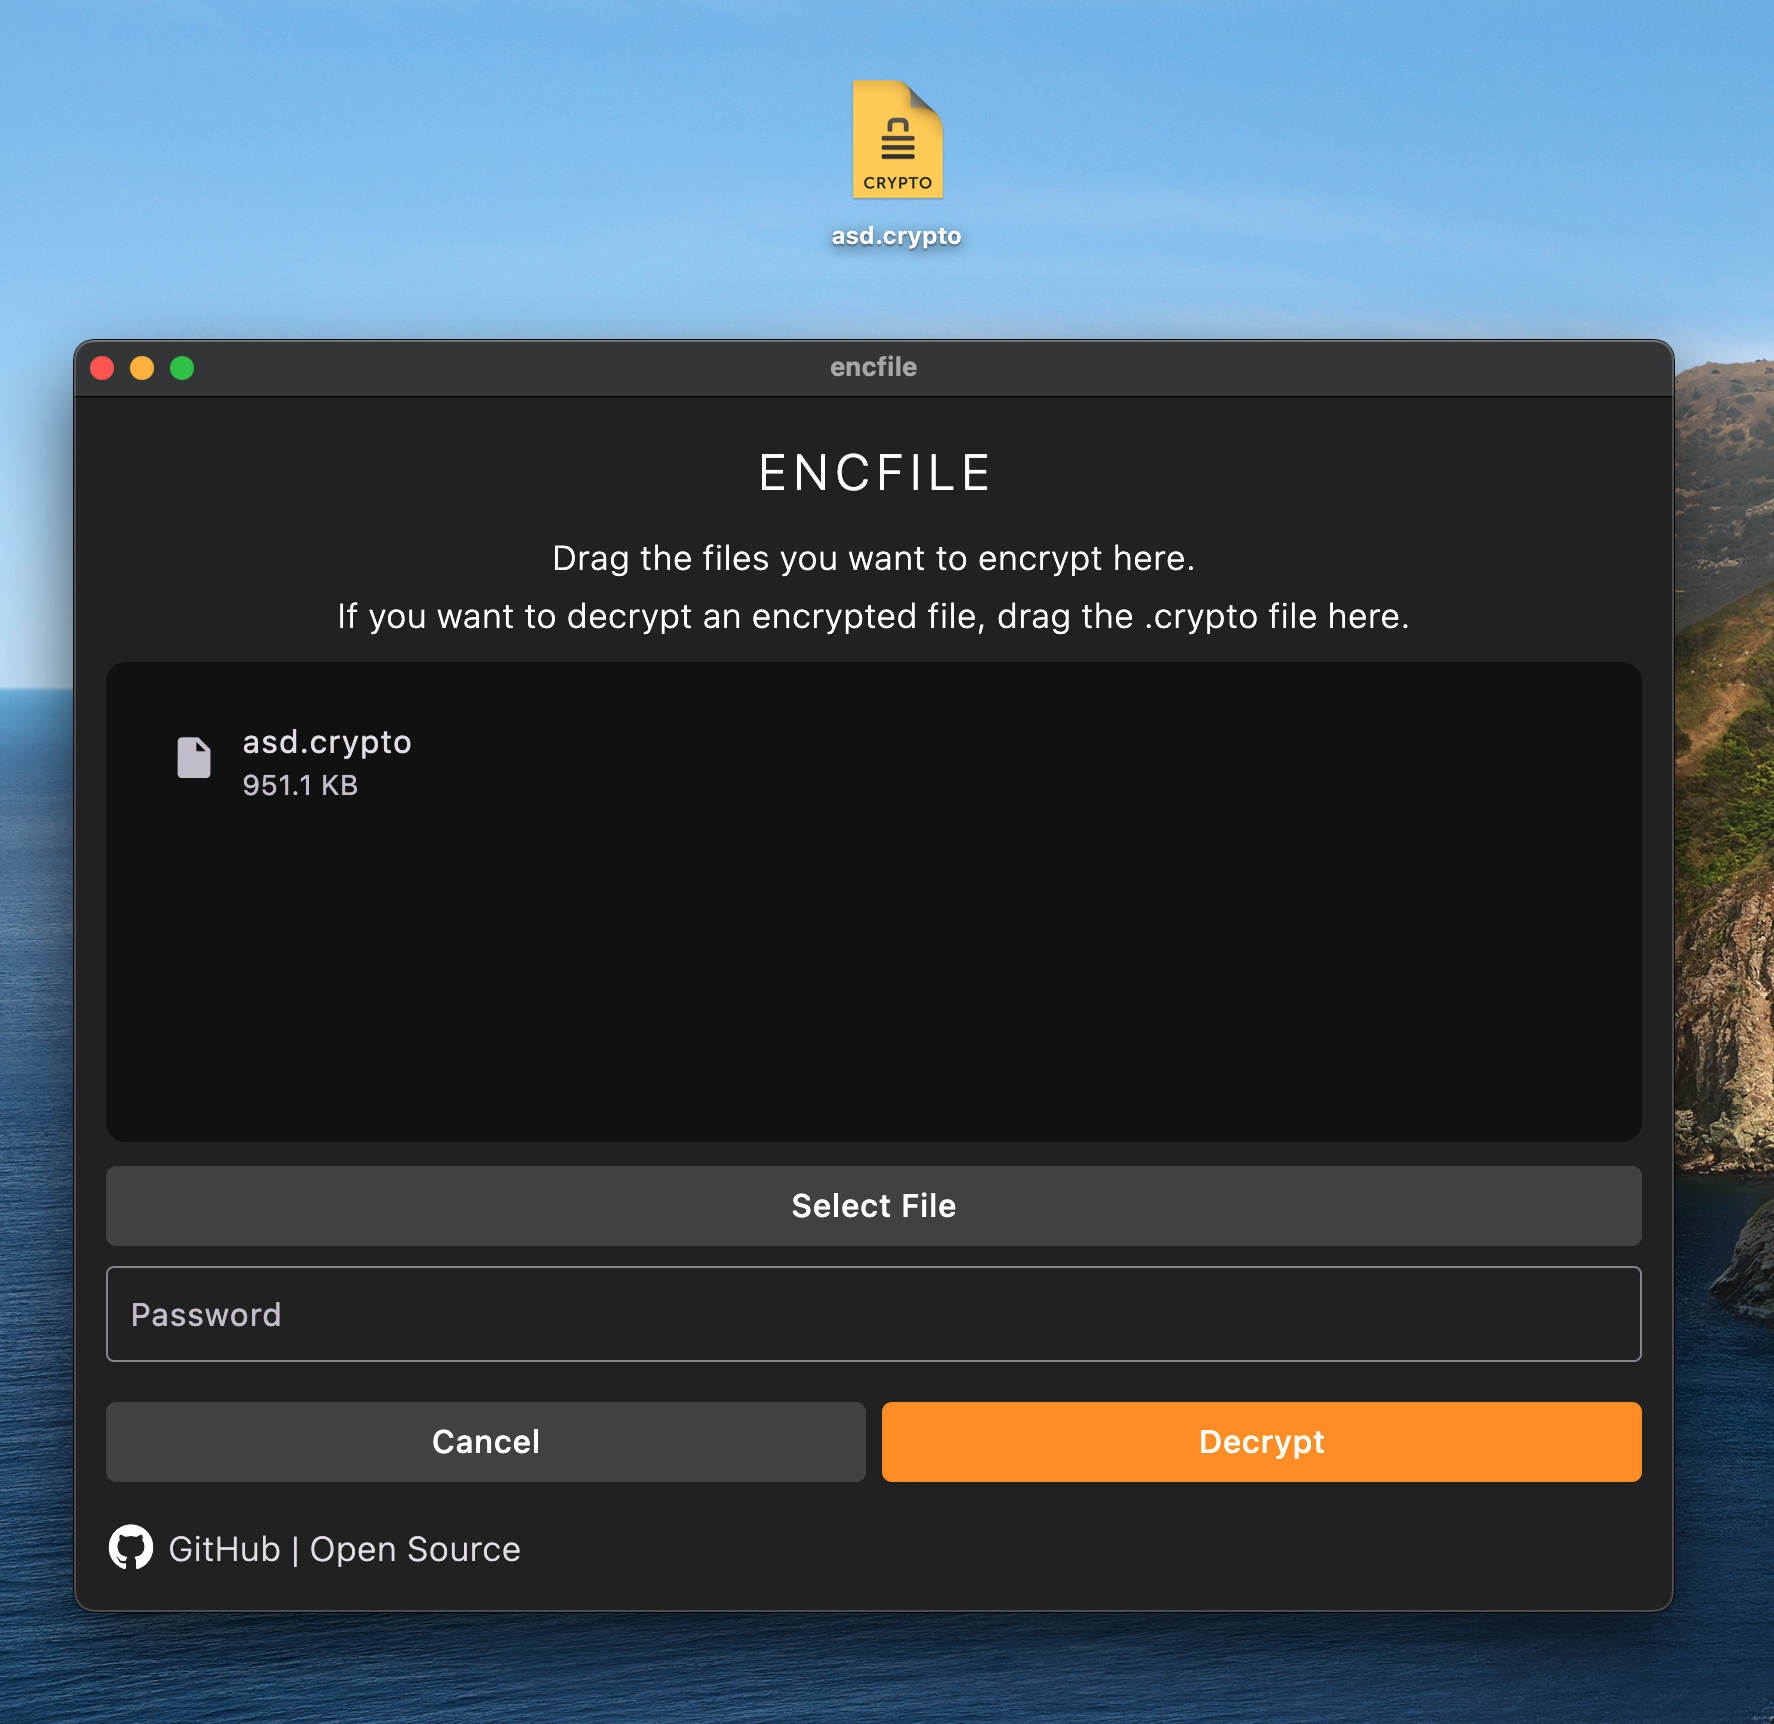 CRYPTO
asd.crypto
encfile
ENCFILE
Drag the files you want to encrypt here.
If you want to decrypt an encrypted file, drag the .crypto file here.
asd.crypto
951.1 KB
Select File
Password
Cancel
Decrypt
GitHub | Open Source